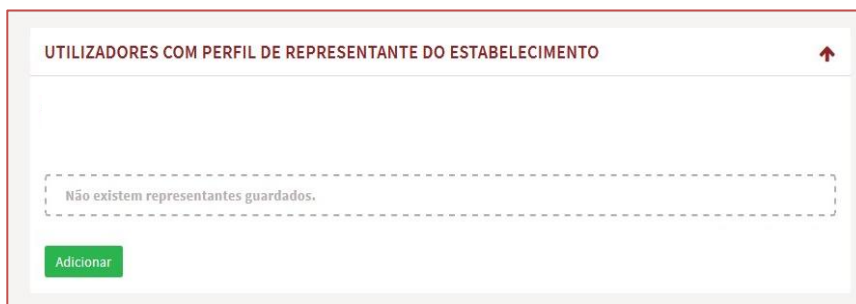 UTILIZADORES COM PERFIL DE REPRESENTANTE DO ESTABELECIMENTO
Não existem representantes guardados.
Adicionar